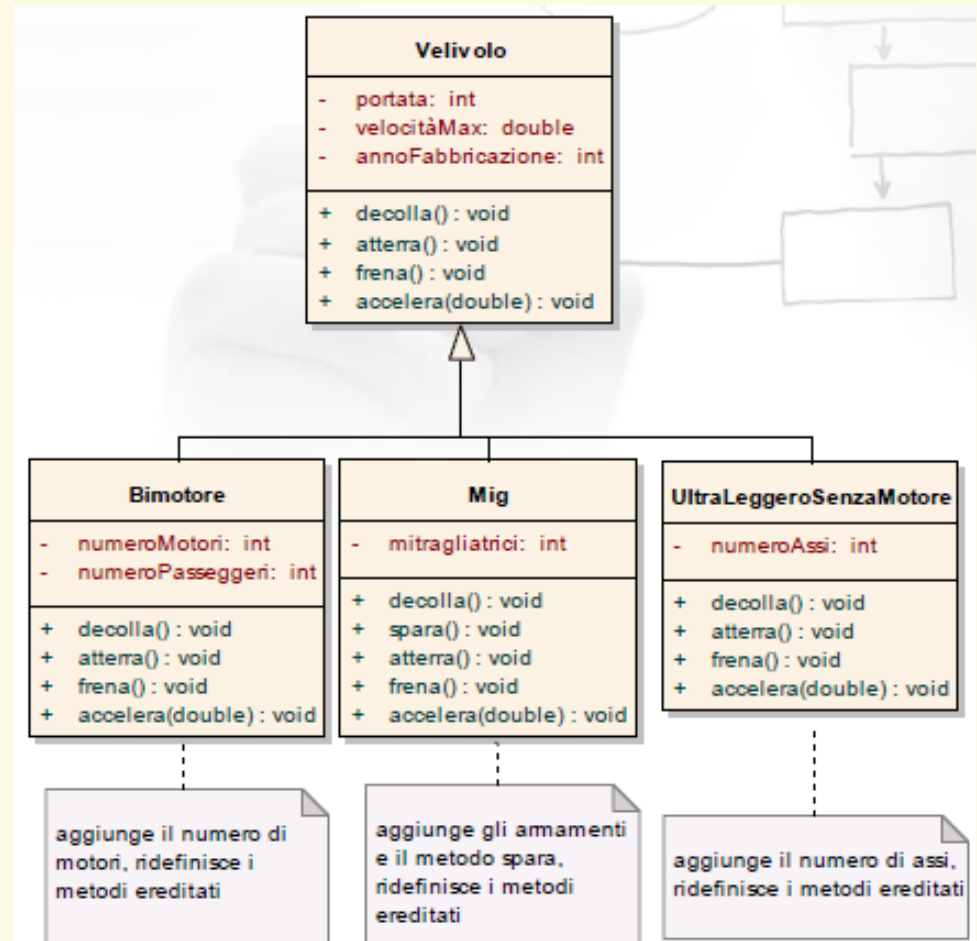 Velivolo
- portata: int
- velocitàMax: double
- annoFabbricazione: int
+ decolla() : void
+ atterra() : void
+ frena() : void
+ accelera(double) : void
Bimotore
- numeroMotori: int
- numeroPasseggeri: int
+ decolla() : void
+ atterra() : void
+ frena() : void
+ accelera(double) : void
Mig
- mitragliatrici: int
+ decolla() : void
+ spara() : void
+ atterra() : void
+ frena() : void
+ accelera(double) : void
UltraLeggeroSenzaMotore
- numeroAssi: int
+ decolla() : void
+ atterra() : void
+ frena() : void
+ accelera(double) : void
aggiunge il numero di
motori, ridefinisce i
metodi ereditati
aggiunge gli armamenti
e il metodo spara,
ridefinisce i metodi
ereditati
aggiunge il numero di assi,
ridefinisce i metodi ereditati